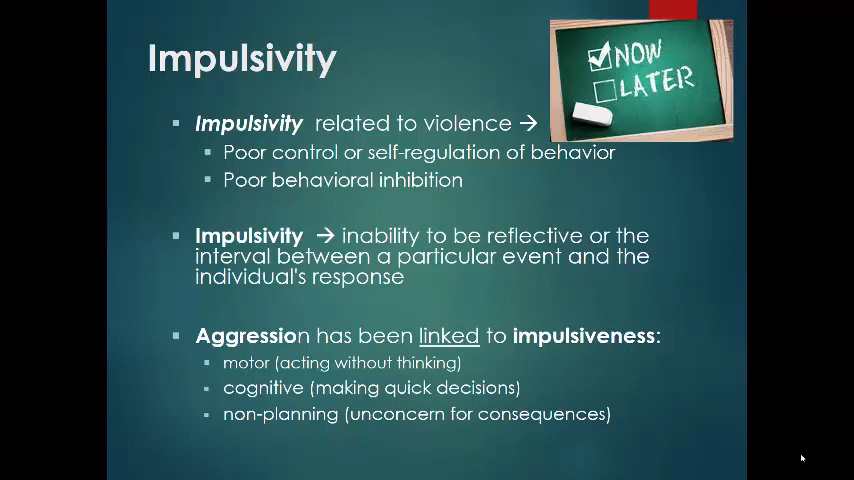 Impulsivity
NOW
LATER
Impulsivity related to violence →
Poor control or self-regulation of behavior
Poor behavioral inhibition
Impulsivity → inability to be reflective or the
interval between a particular event and the
individual's response
Aggression has been linked to impulsiveness:
motor (acting without thinking)
cognitive (making quick decisions)
non-planning (unconcern for consequences)